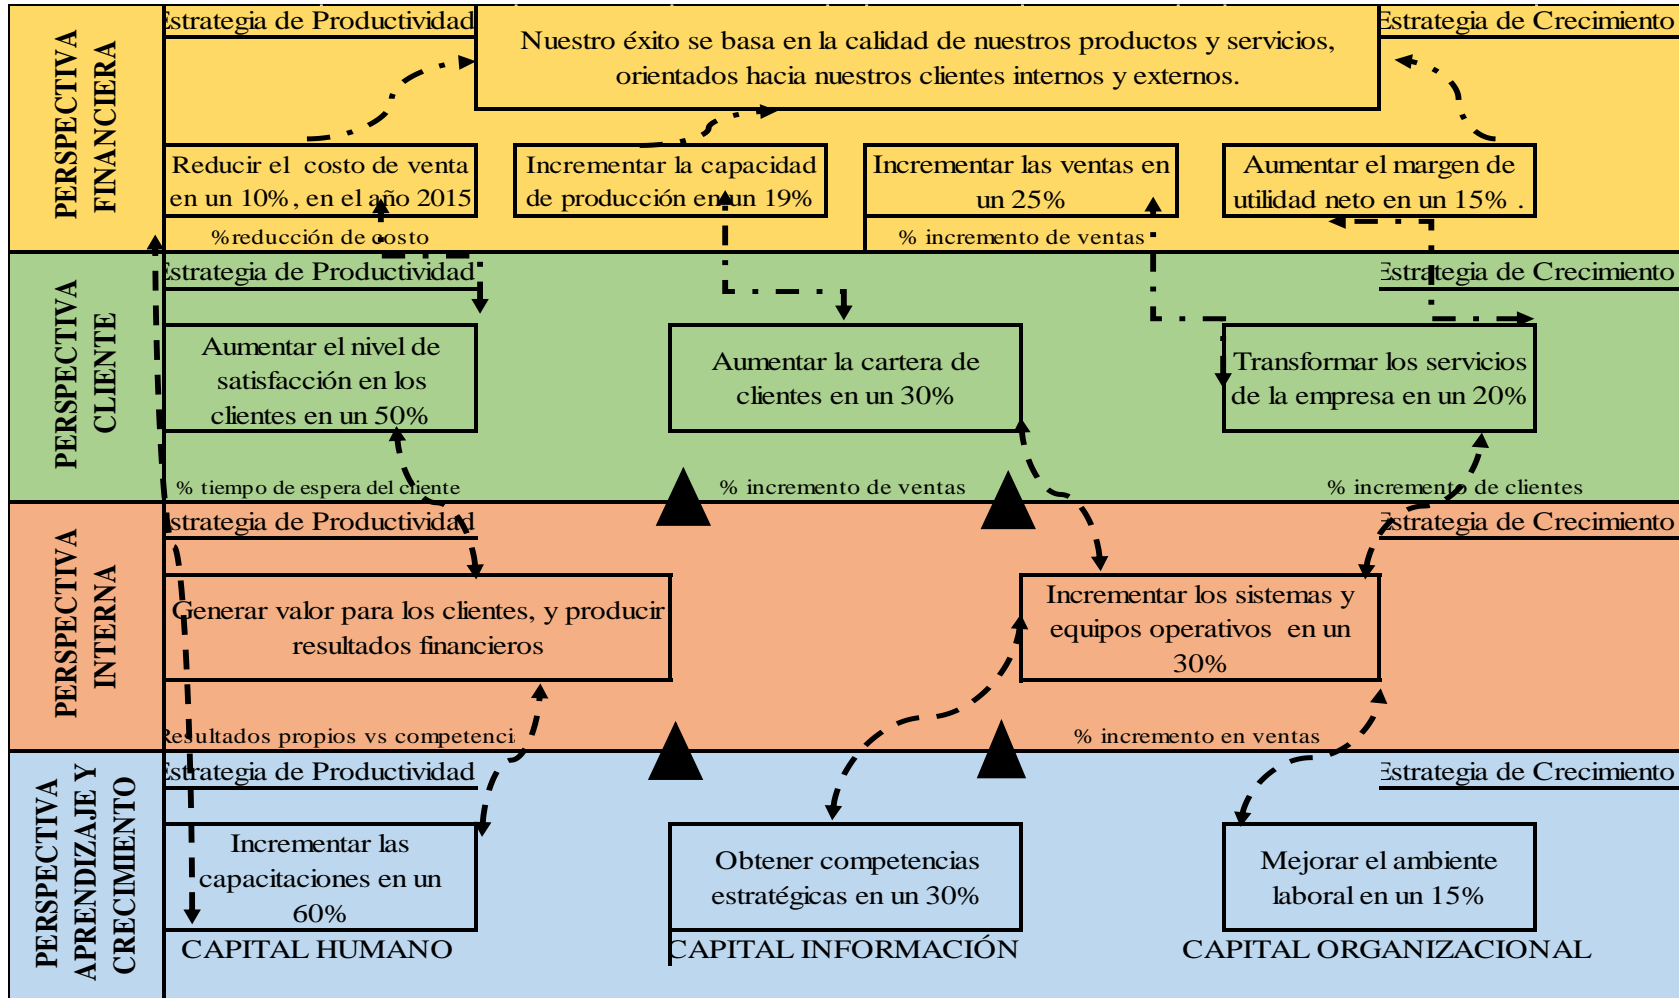 PERSPECTIVA
FINANCIERA
Estrategia de Productividad
Nuestro éxito se basa en la calidad de nuestros productos y servicios,
orientados hacia nuestros clientes internos y externos.
Estrategia de Crecimiento
Reducir el costo de venta
en un 10%, en el año 2015
Incrementar la capacidad
de producción en un 19%
Incrementar las ventas en
un 25%
Aumentar el margen de
utilidad neto en un 15% .
%reducción de costo
% incremento de ventas
PERSPECTIVA
CLIENTE
Estrategia de Productividad
Estrategia de Crecimiento
Aumentar el nivel de
satisfacción en los
clientes en un 50%
Aumentar la cartera de
clientes en un 30%
Transformar los servicios
de la empresa en un 20%
% tiempo de espera del cliente
% incremento de ventas
% incremento de clientes
PERSPECTIVA
INTERNA
Estrategia de Productividad
Estrategia de Crecimiento
Generar valor para los clientes, y producir
resultados financieros
Incrementar los sistemas y
equipos operativos en un
30%
Resultados propios vs competenci
% incremento en ventas
PERSPECTIVA
APRENDIZAJE Y
CRECIMIENTO
Estrategia de Productividad
Estrategia de Crecimiento
Incrementar las
capacitaciones en un
60%
Obtener competencias
estratégicas en un 30%
Mejorar el ambiente
laboral en un 15%
CAPITAL HUMANO
CAPITAL INFORMACIÓN
CAPITAL ORGANIZACIONAL